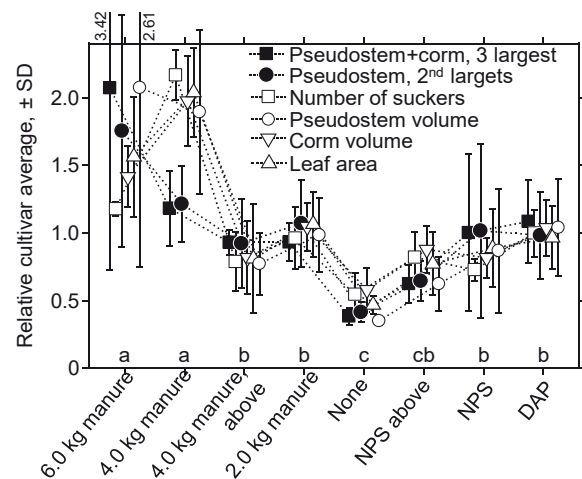 3.42
2.61
Relative cultivar average, ± SD
2.0
1.5
1.0
0.5
0
Pseudostem+corm, 3 largest
Pseudostem, 2nd largets
Number of suckers
Pseudostem volume
Corm volume
Leaf area
a a b b c cb b b
6.0 kg manure
4.0 kg manure
4.0 kg manure,
above
2.0 kg manure
None
NPS above
NPS
DAP